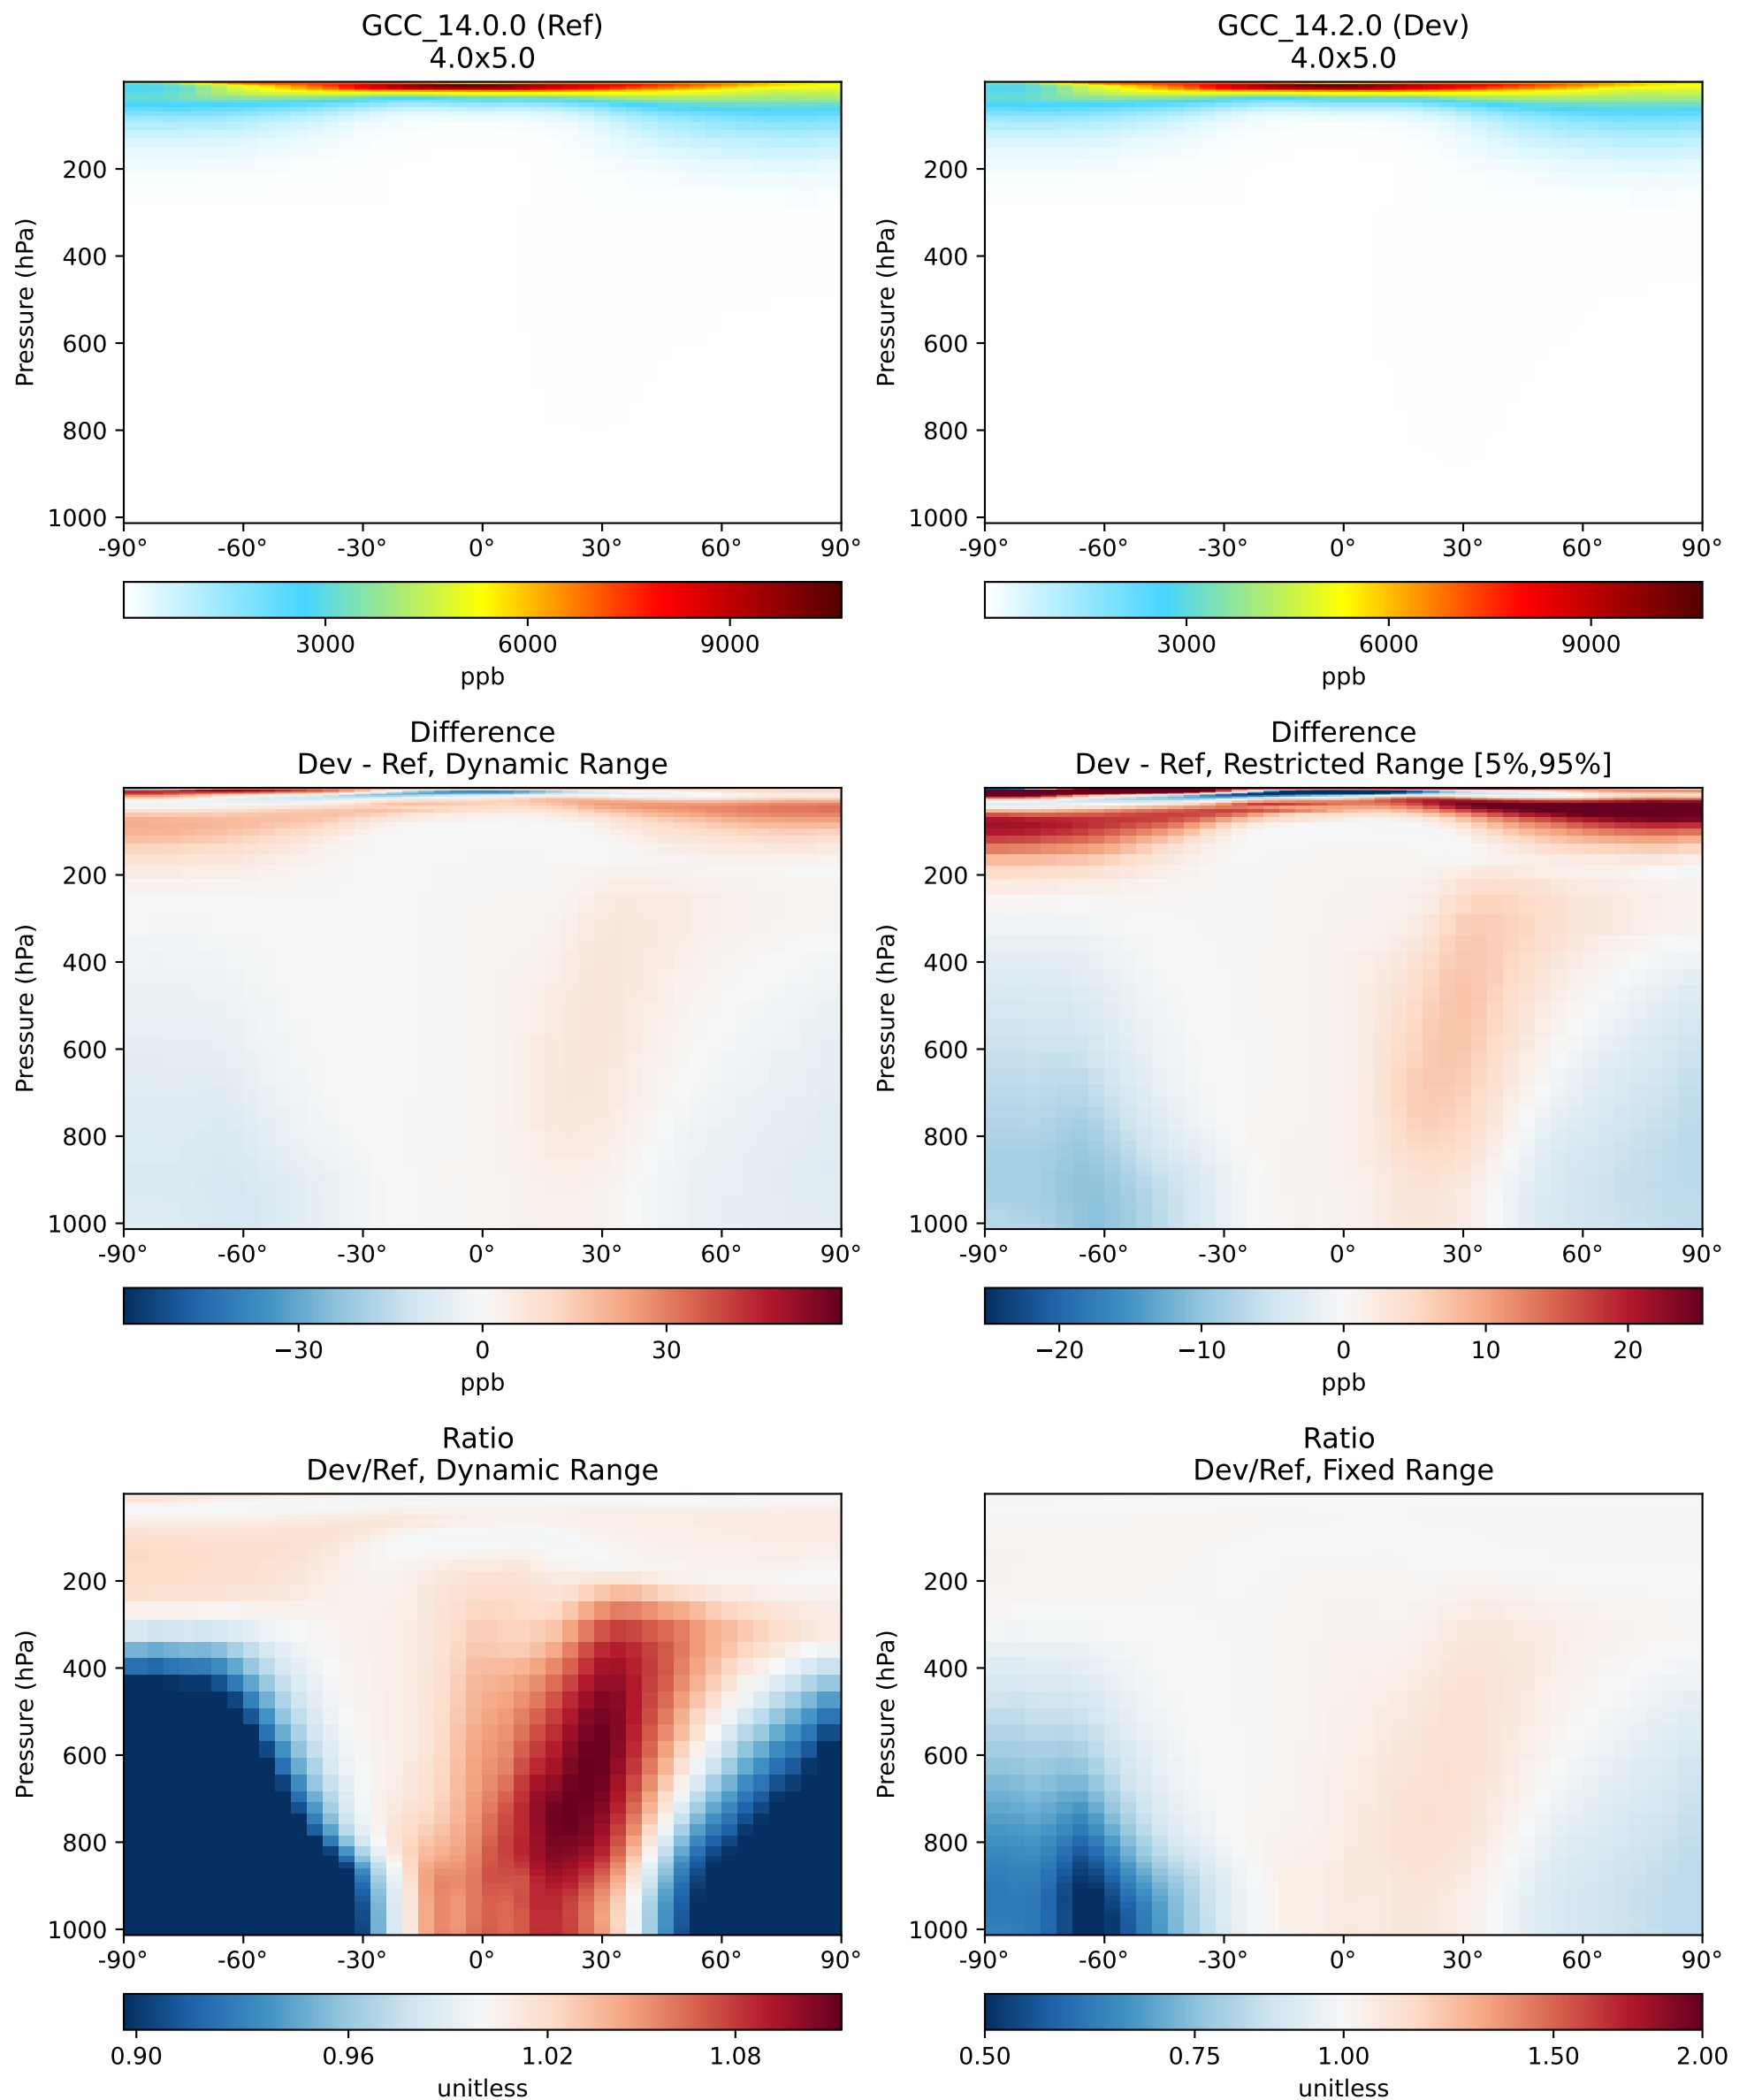 GCC_14.0.0 (Ref)
4.0x5.0
Pressure (hPa)
200
400
600
800
1000
-90° -60° -30° 0° 30° 60° 90°
3000 6000 9000
ppb
GCC_14.2.0 (Dev)
4.0x5.0
Pressure (hPa)
200
400
600
800
1000
-90° -60° -30° 0° 30° 60° 90°
3000 6000 9000
ppb
Difference
Dev - Ref, Dynamic Range
Pressure (hPa)
200
400
600
800
1000
-90° -60° -30° 0° 30° 60° 90°
−30 0 30
ppb
Difference
Dev - Ref, Restricted Range [5%,95%]
Pressure (hPa)
200
400
600
800
1000
-90° -60° -30° 0° 30° 60° 90°
−20 −10 0 10 20
ppb
Ratio
Dev/Ref, Dynamic Range
Pressure (hPa)
200
400
600
800
1000
-90° -60° -30° 0° 30° 60° 90°
0.90 0.96 1.02 1.08
unitless
Ratio
Dev/Ref, Fixed Range
Pressure (hPa)
200
400
600
800
1000
-90° -60° -30° 0° 30° 60° 90°
0.50 0.75 1.00 1.50 2.00
unitless